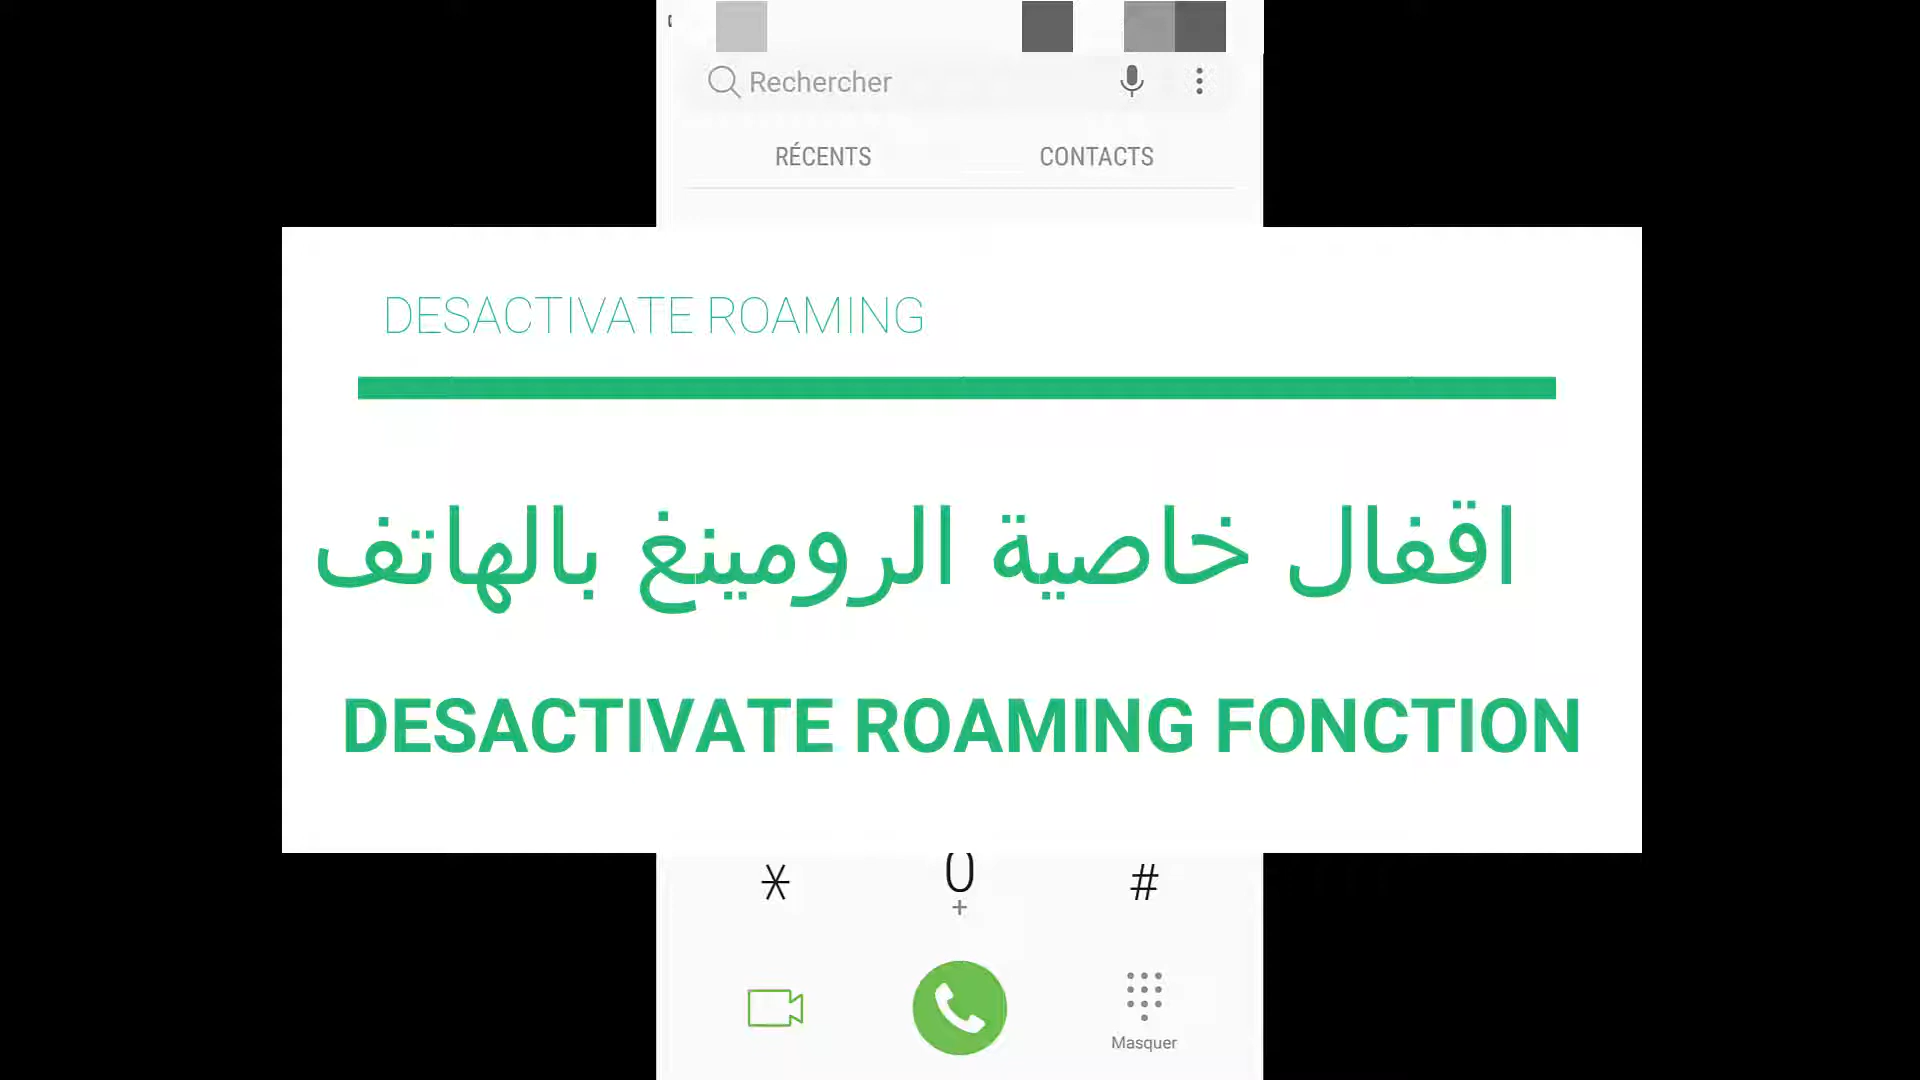 Rechercher
RÉCENTS
CONTACTS
DESACTIVATE ROAMING
اقفال خاصية الرومينغ بالهاتف
DESACTIVATE ROAMING FONCTION
* 0 #
+
Masquer